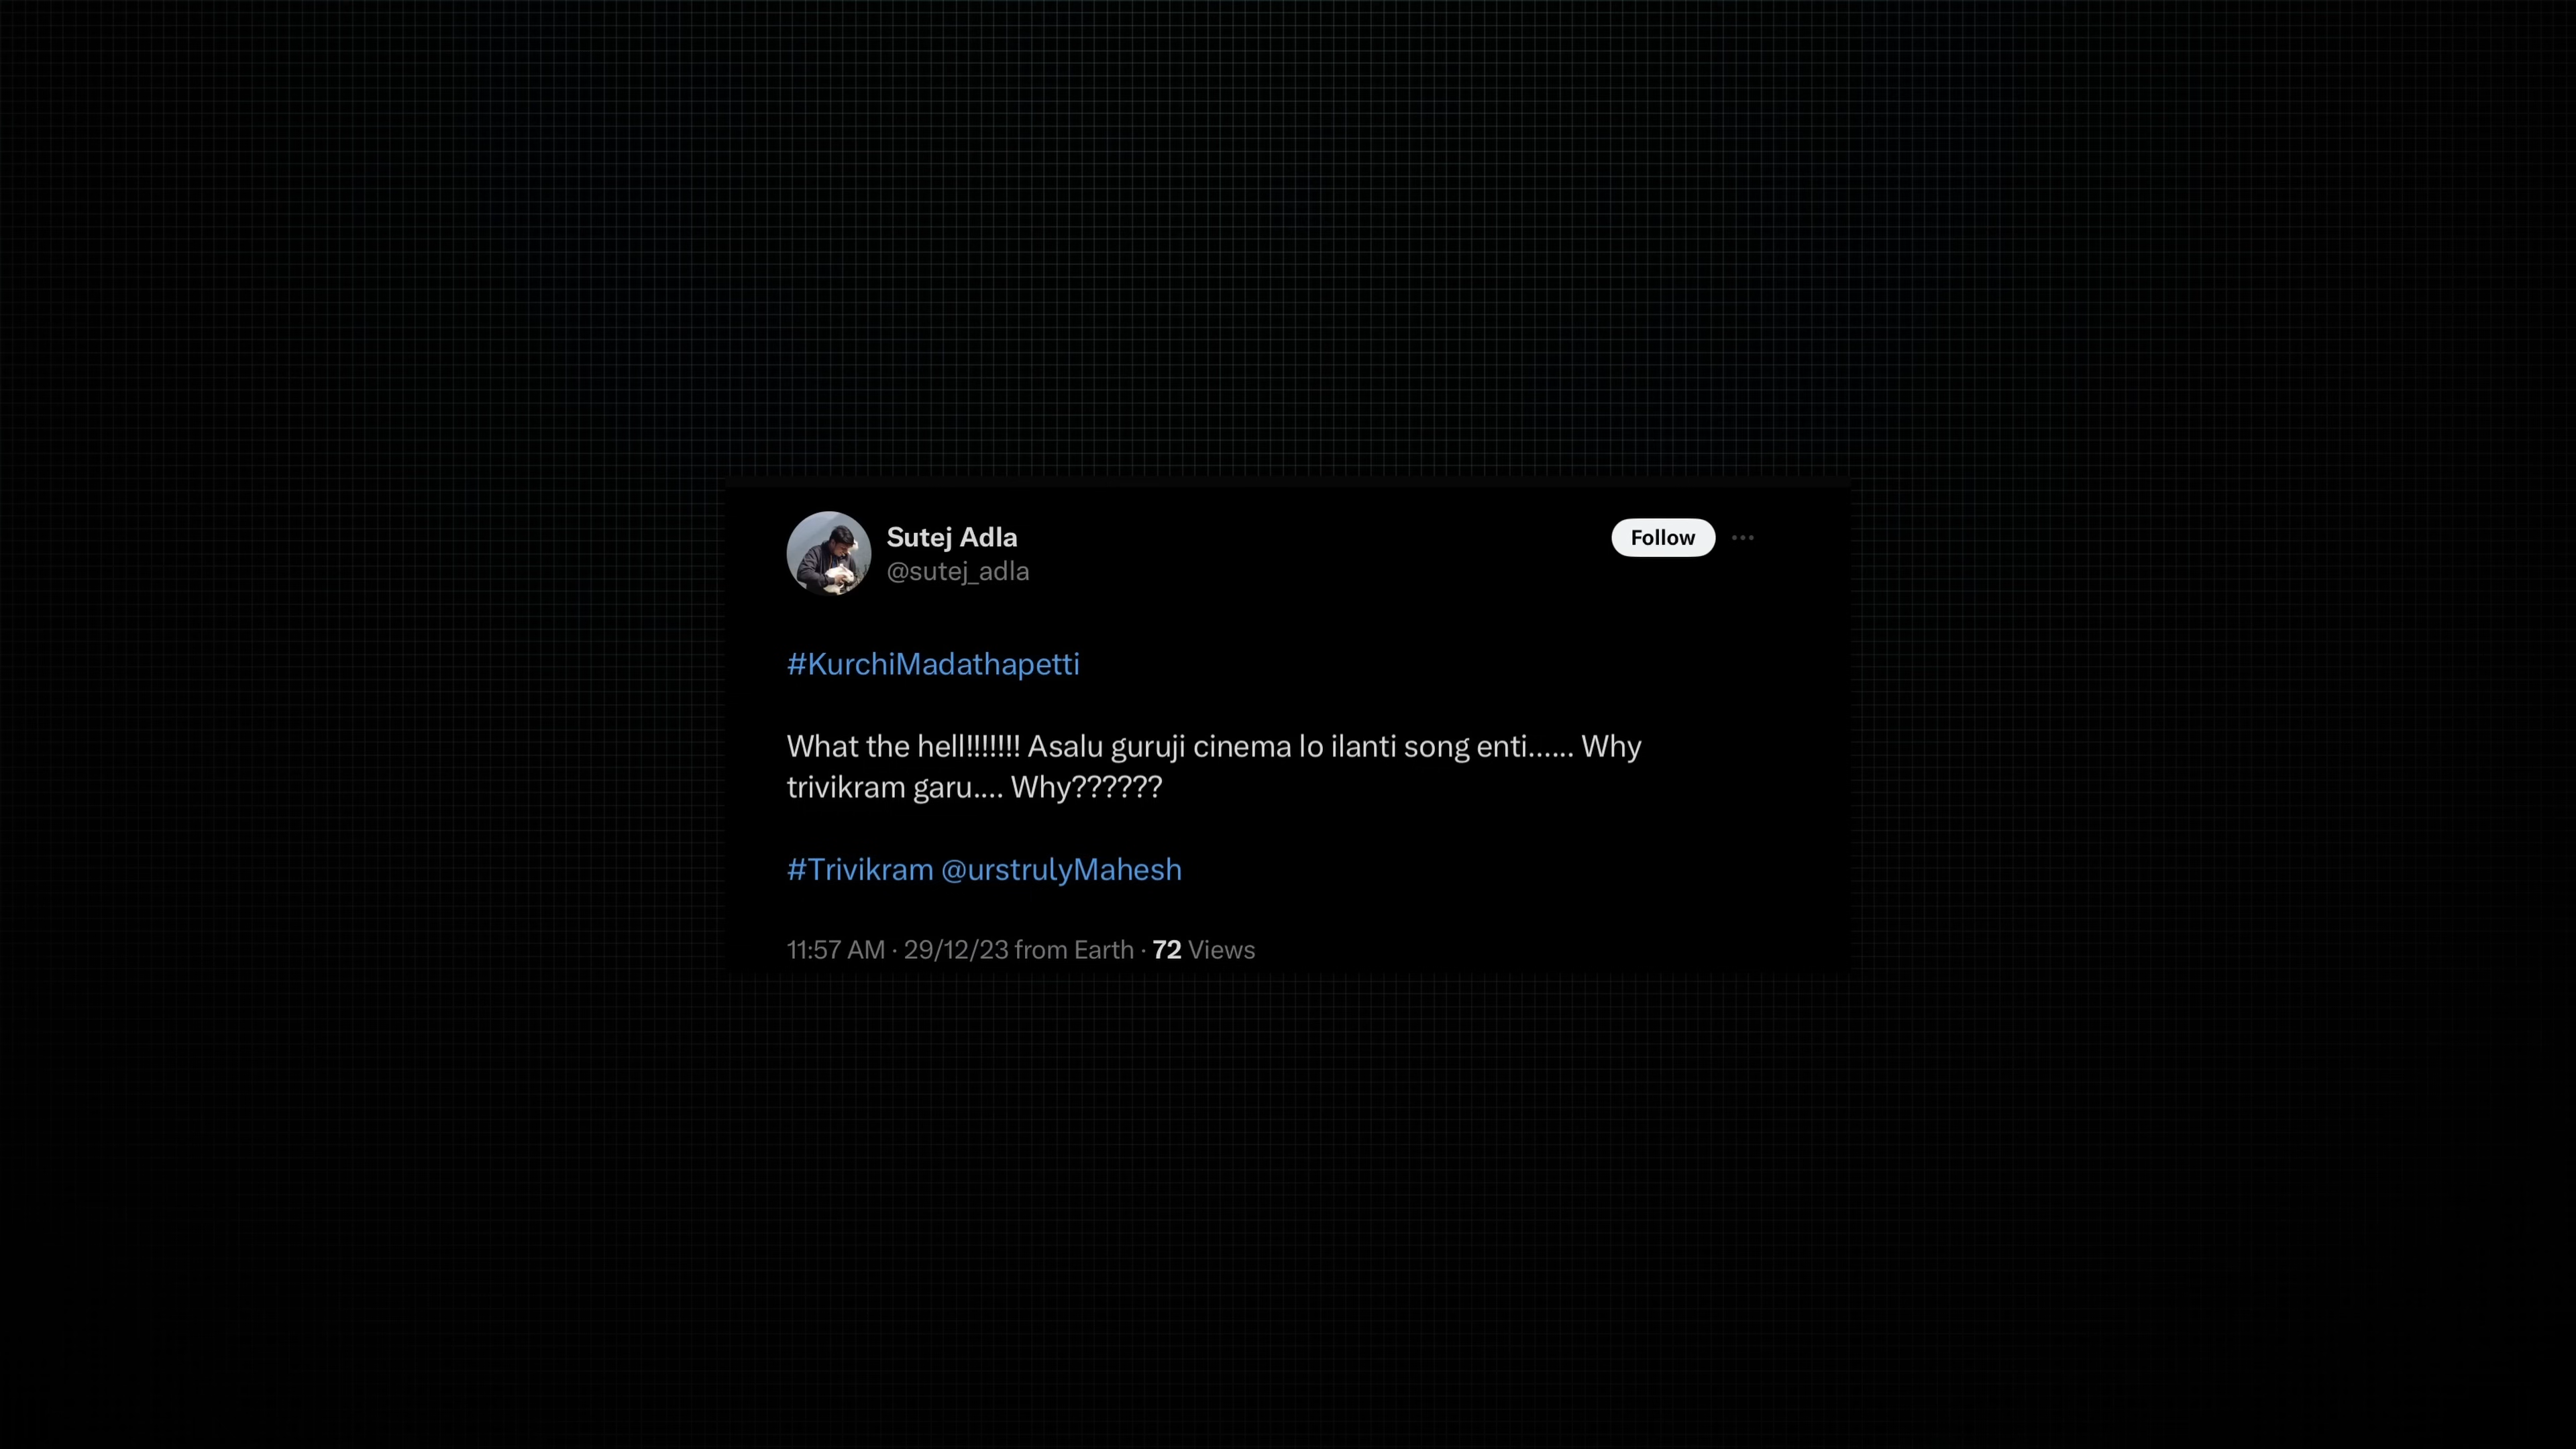 Sutej Adla
Follow ...
@sutej_adla
#KurchiMadathapetti
What the hell!!!!!!! Asalu guruji cinema lo ilanti song enti...... Why
trivikram garu.... Why??????
#Trivikram @urstrulyMahesh
11:57 AM · 29/12/23 from Earth · 72 Views